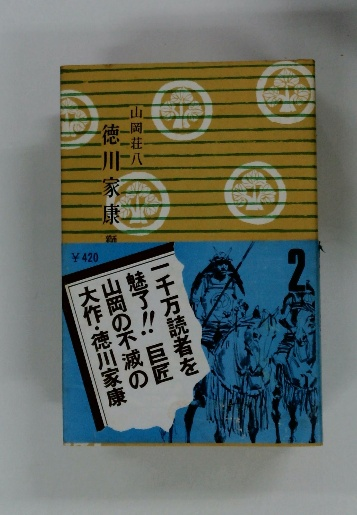 山岡荘八
徳川家康
¥420
2
一千万読者を
魅了!! 巨匠
山岡の不滅の
大作・徳川家康